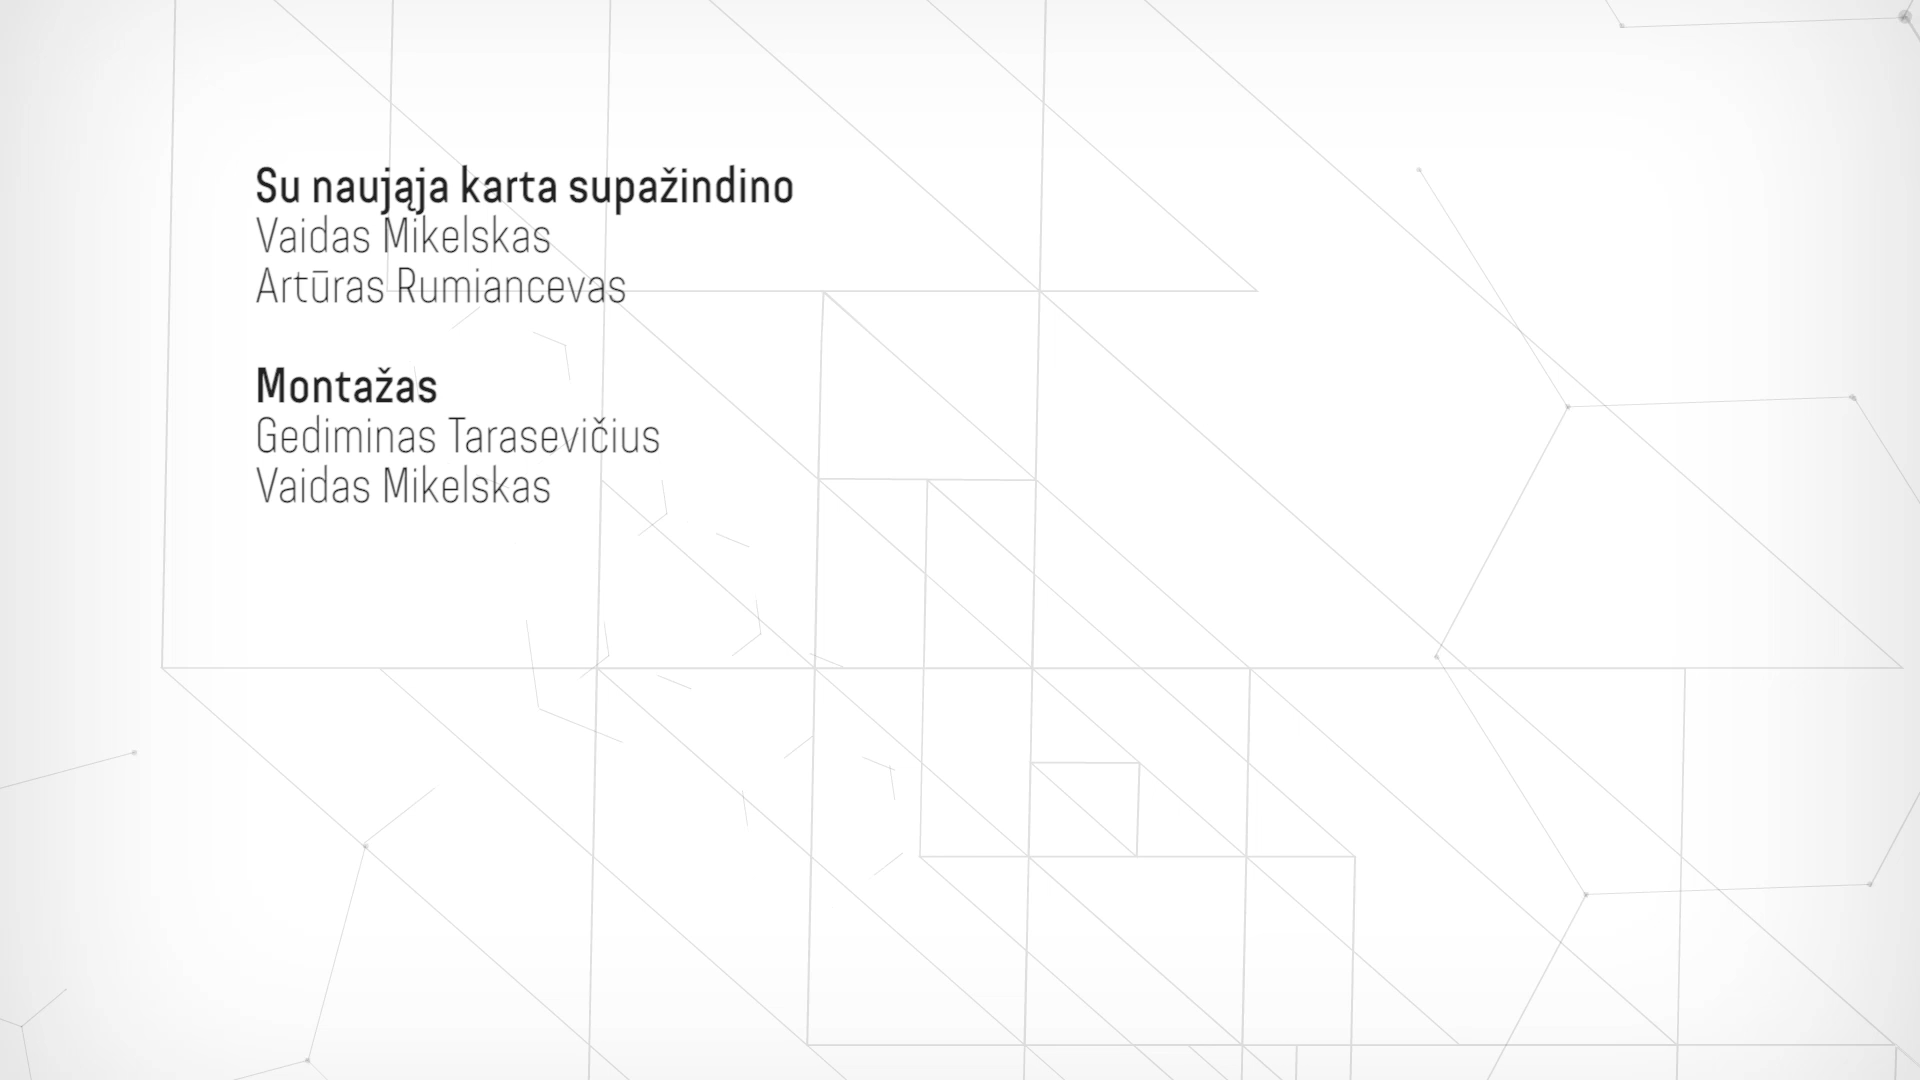 Su naująja karta supažindino
Vaidas Mikelskas
Artūras Rumiancevas
Montažas
Gediminas Tarasevičius
Vaidas Mikelskas